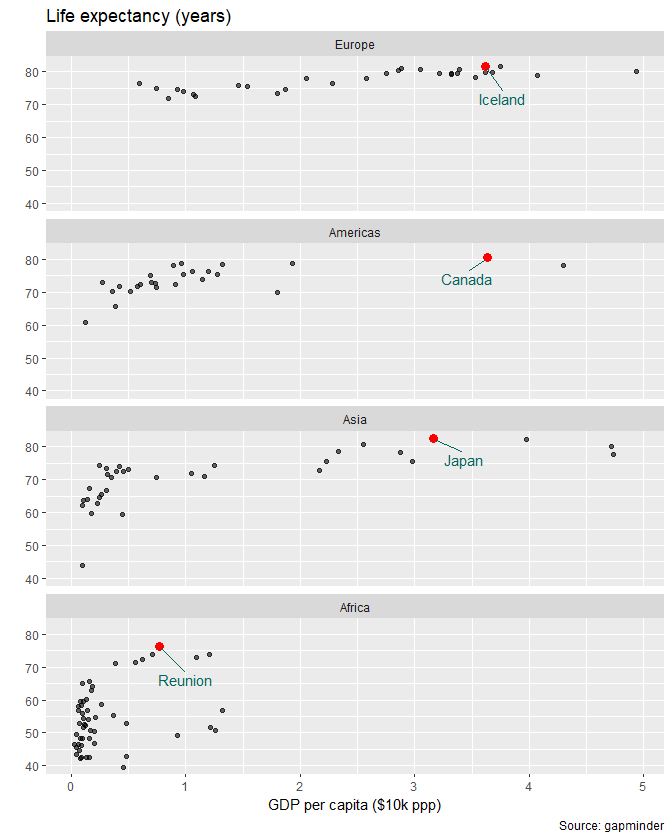 Life expectancy (years)
Europe
80
70
60
50
40
Iceland
Americas
80
70
60
50
40
Canada
Asia
80
70
60
50
40
Japan
Africa
80
70
60
50
40
Reunion
0 1 2 3 4 5
GDP per capita ($10k ppp)
Source: gapminder